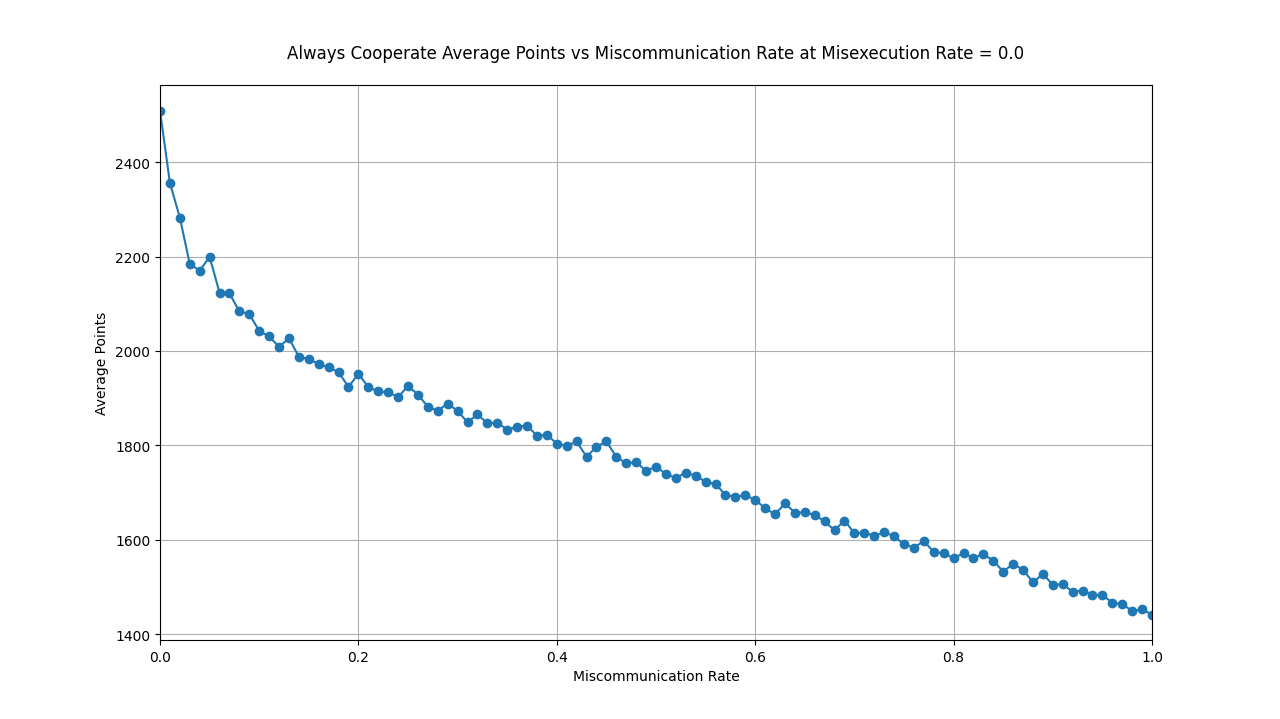 Always Cooperate Average Points vs Miscommunication Rate at Misexecution Rate = 0.0
Average Points
2400
2200
2000
1800
1600
1400
0.0 0.2 0.4 0.6 0.8 1.0
Miscommunication Rate